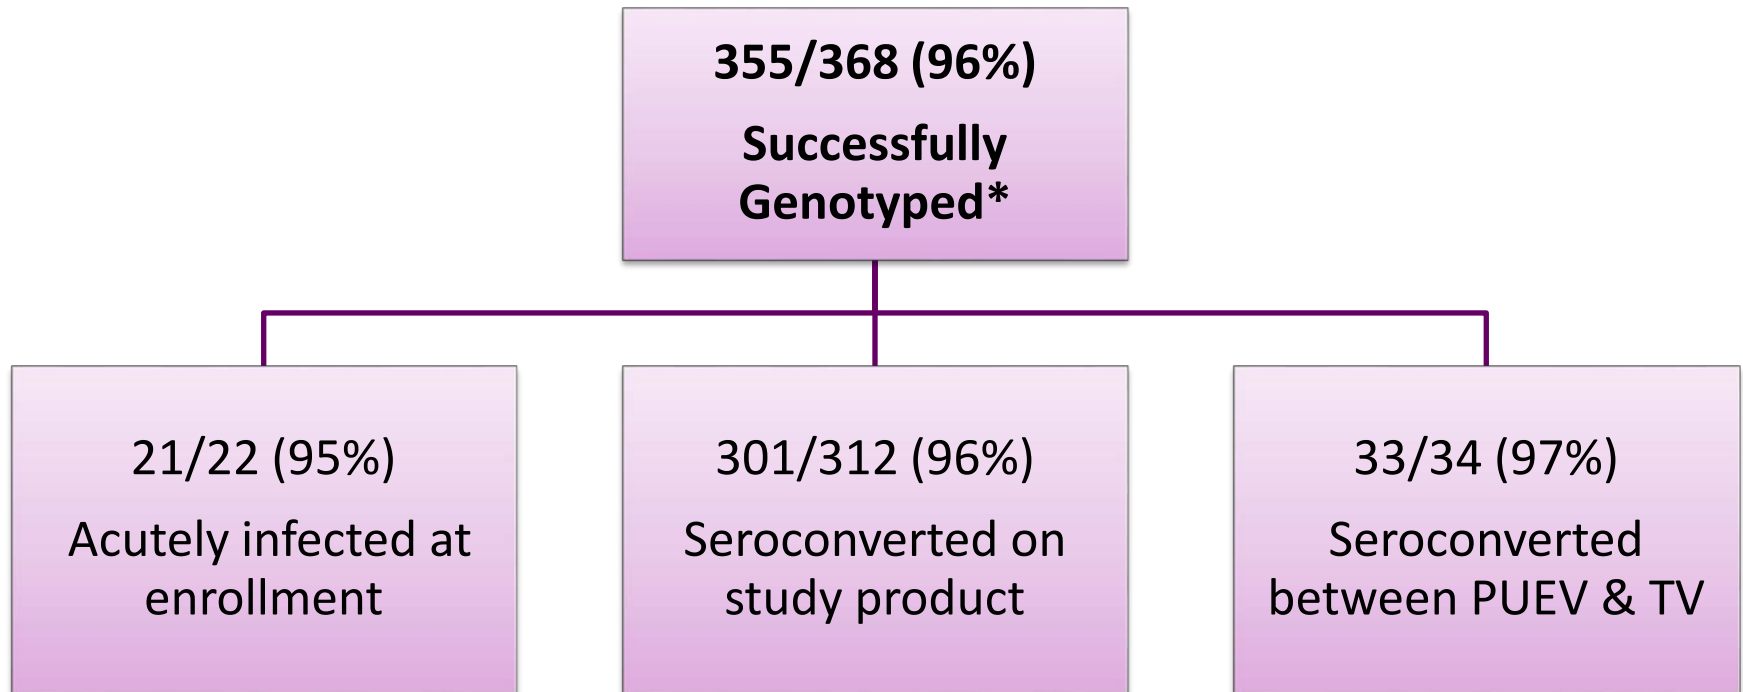 355/368 (96%)
Successfully
Genotyped*
21/22 (95%)
Acutely infected at
enrollment
301/312 (96%)
Seroconverted on
study product
33/34 (97%)
Seroconverted
between PUEV & TV